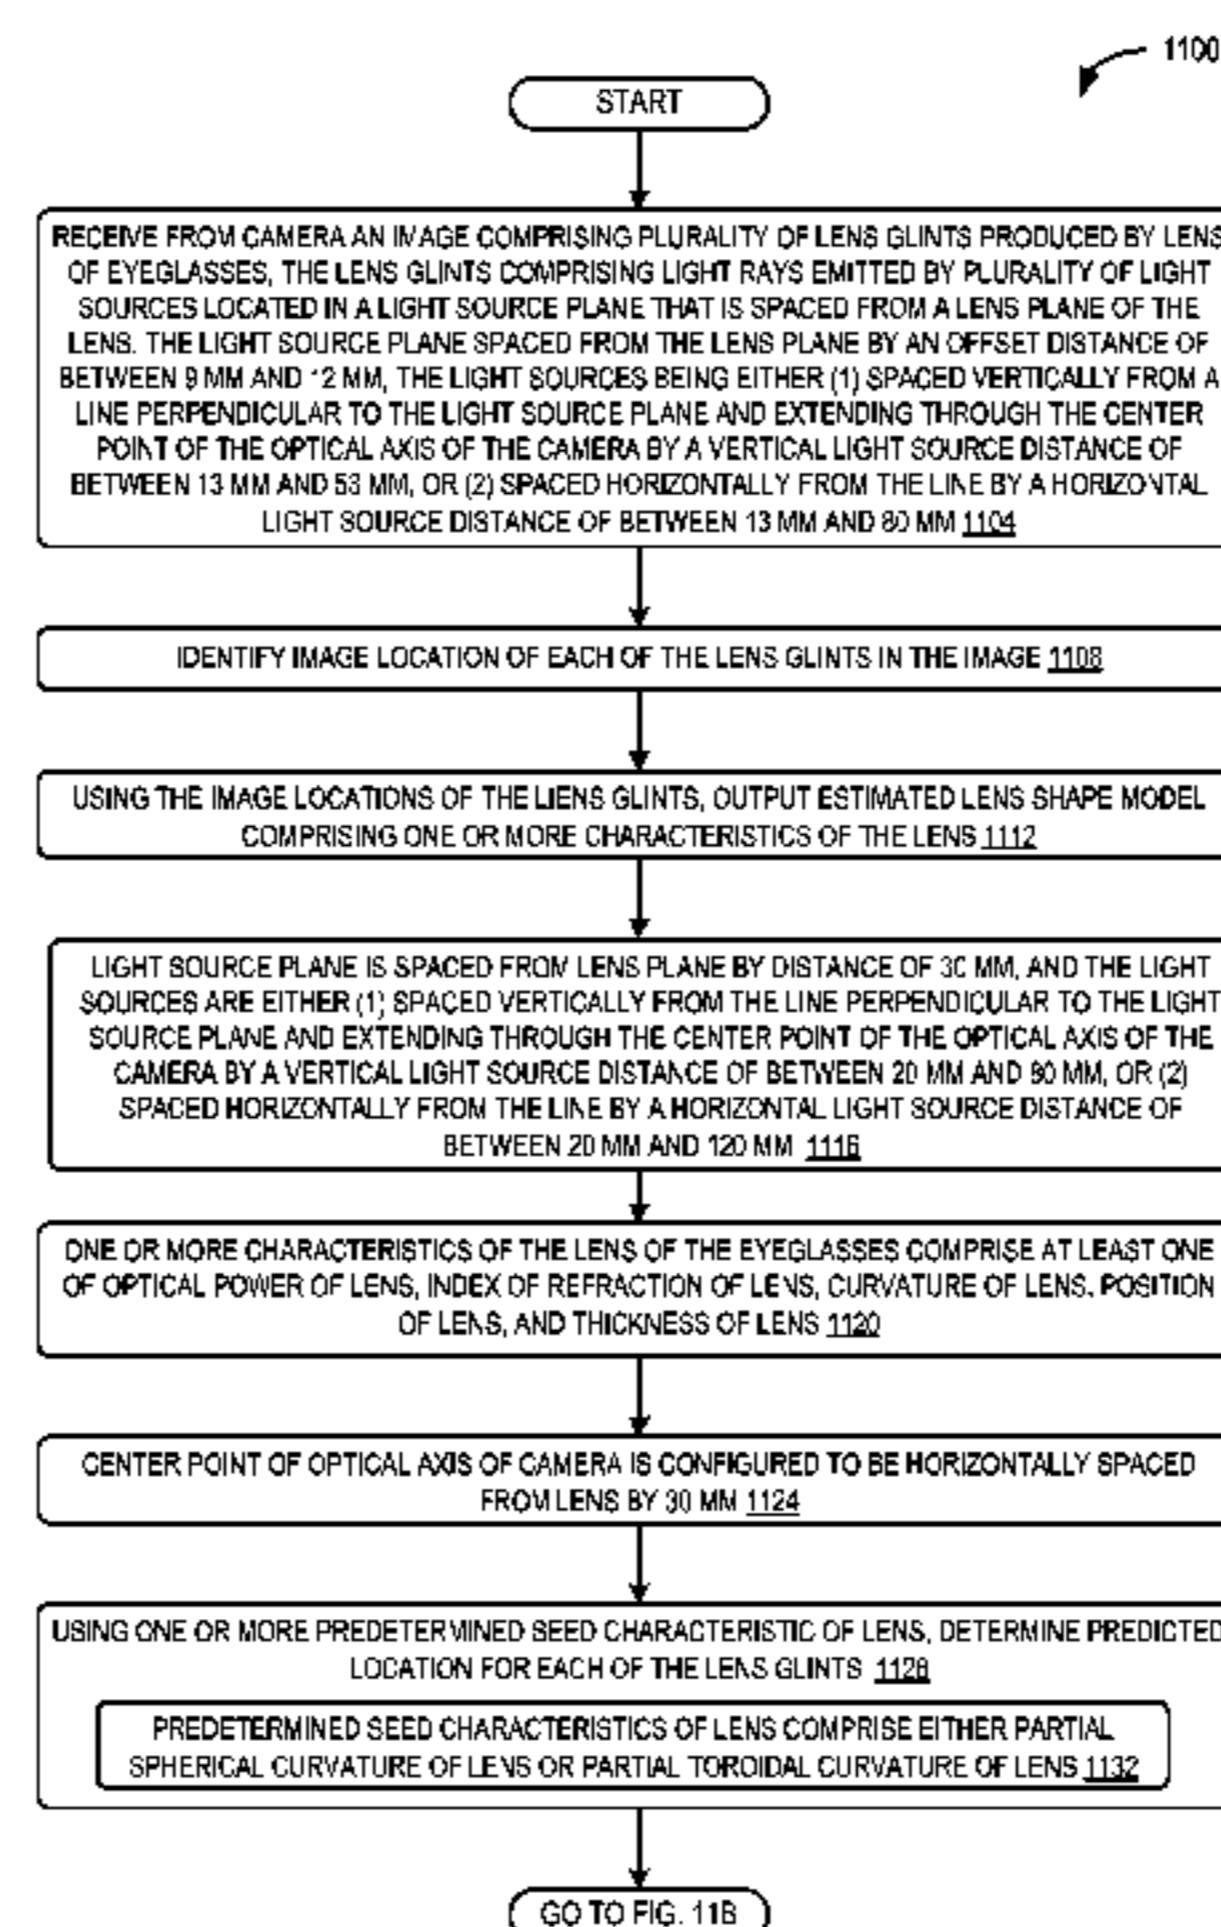 1100
START
RECEIVE FROM CAMERA AN IMAGE COMPRISING PLURALITY OF LENS GLINTS PRODUCED BY LENS
OF EYEGLASSES, THE LENS GLINTS COMPRISING LIGHT RAYS EMITTED BY PLURALITY OF LIGHT
SOURCES LOCATED IN A LIGHT SOURCE PLANE THAT IS SPACED FROM A LENS PLANE OF THE
LENS. THE LIGHT SOURCE PLANE SPACED FROM THE LENS PLANE BY AN OFFSET DISTANCE OF
BETWEEN 9 MM AND 12 MM, THE LIGHT SOURCES BEING EITHER (1) SPACED VERTICALLY FROM A
LINE PERPENDICULAR TO THE LIGHT SOURCE PLANE AND EXTENDING THROUGH THE CENTER
POINT OF THE OPTICAL AXIS OF THE CAMERA BY A VERTICAL LIGHT SOURCE DISTANCE OF
BETWEEN 13 MM AND 53 MM, OR (2) SPACED HORIZONTALLY FROM THE LINE BY A HORIZONTAL
LIGHT SOURCE DISTANCE OF BETWEEN 13 MM AND 80 MM 1104
IDENTIFY IMAGE LOCATION OF EACH OF THE LENS GLINTS IN THE IMAGE 1108
USING THE IMAGE LOCATIONS OF THE LIENS GLINTS, OUTPUT ESTIMATED LENS SHAPE MODEL
COMPRISING ONE OR MORE CHARACTERISTICS OF THE LENS 1112
LIGHT SOURCE PLANE IS SPACED FROM LENS PLANE BY DISTANCE OF 30 MM, AND THE LIGHT
SOURCES ARE EITHER (1) SPACED VERTICALLY FROM THE LINE PERPENDICULAR TO THE LIGHT
SOURCE PLANE AND EXTENDING THROUGH THE CENTER POINT OF THE OPTICAL AXIS OF THE
CAMERA BY A VERTICAL LIGHT SOURCE DISTANCE OF BETWEEN 20 MM AND 80 MM, OR (2)
SPACED HORIZONTALLY FROM THE LINE BY A HORIZONTAL LIGHT SOURCE DISTANCE OF
BETWEEN 20 MM AND 120 MM 1116
ONE OR MORE CHARACTERISTICS OF THE LENS OF THE EYEGLASSES COMPRISE AT LEAST ONE
OF OPTICAL POWER OF LENS, INDEX OF REFRACTION OF LENS, CURVATURE OF LENS, POSITION
OF LENS, AND THICKNESS OF LENS 1120
CENTER POINT OF OPTICAL AXIS OF CAMERA IS CONFIGURED TO BE HORIZONTALLY SPACED
FROM LENS BY 30 MM 1124
USING ONE OR MORE PREDETERMINED SEED CHARACTERISTIC OF LENS, DETERMINE PREDICTED
LOCATION FOR EACH OF THE LENS GLINTS 1128
PREDETERMINED SEED CHARACTERISTICS OF LENS COMPRISE EITHER PARTIAL
SPHERICAL CURVATURE OF LENS OR PARTIAL TOROIDAL CURVATURE OF LENS 1132
GO TO FIG. 11B